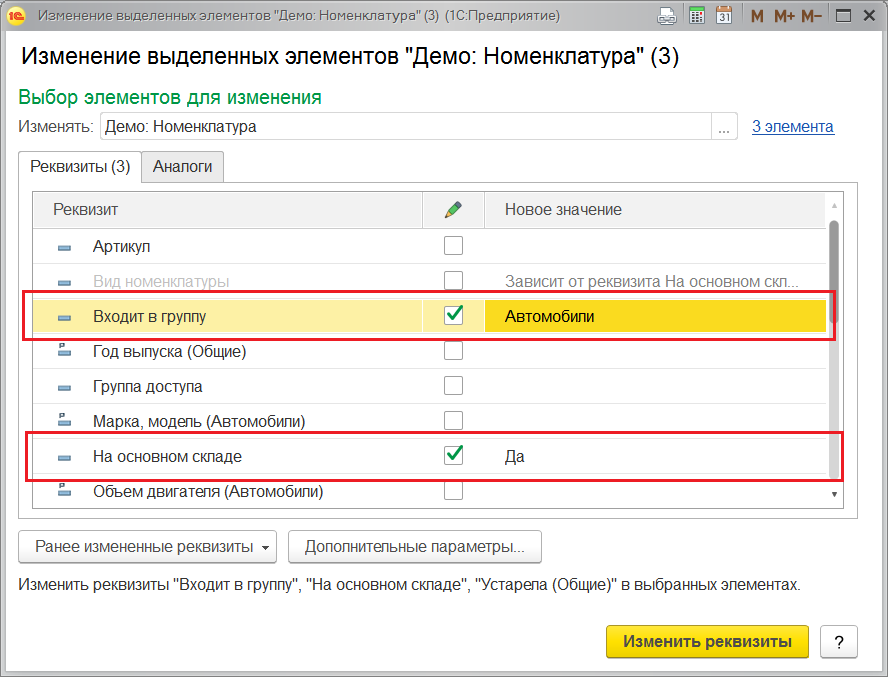 Изменение выделенных элементов "Демо: Номенклатура" (3) (1С:Предприятие)
31
M M+ M−
Изменение выделенных элементов "Демо: Номенклатура" (3)
Выбор элементов для изменения
Изменять: Демо: Номенклатура ... 3 элемента
Реквизиты (3) Аналоги
Реквизит Новое значение
Артикул
Вид номенклатуры Зависит от реквизита На основном скл...
Входит в группу Автомобили
Год выпуска (Общие)
Группа доступа
Марка, модель (Автомобили)
На основном складе Да
Объем двигателя (Автомобили)
Ранее измененные реквизиты Дополнительные параметры...
Изменить реквизиты "Входит в группу", "На основном складе", "Устарела (Общие)" в выбранных элементах.
Изменить реквизиты ?